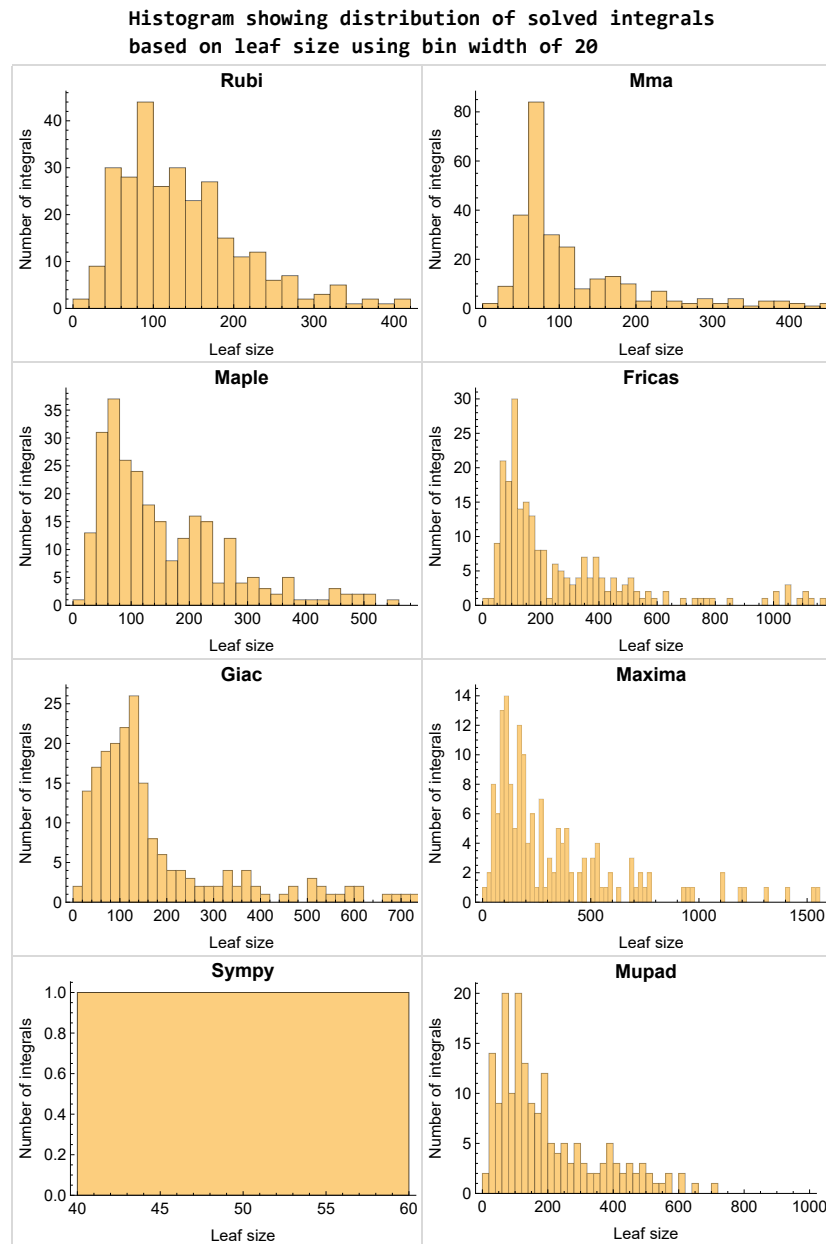 Histogram showing distribution of solved integrals
based on leaf size using bin width of 20
Rubi
Number of integrals
40
30
20
10
0
0 100 200 300 400
Leaf size
Mma
Number of integrals
80
60
40
20
0
0 100 200 300 400
Leaf size
Maple
Number of integrals
35
30
25
20
15
10
5
0
0 100 200 300 400 500
Leaf size
Fricas
Number of integrals
30
25
20
15
10
5
0
0 200 400 600 800 1000
Leaf size
Giac
Number of integrals
25
20
15
10
5
0
0 100 200 300 400 500 600 700
Leaf size
Maxima
Number of integrals
14
12
10
8
6
4
2
0
0 500 1000 1500
Leaf size
Sympy
Number of integrals
1.0
0.8
0.6
0.4
0.2
0.0
40 45 50 55 60
Leaf size
Mupad
Number of integrals
20
15
10
5
0
0 200 400 600 800 1000
Leaf size